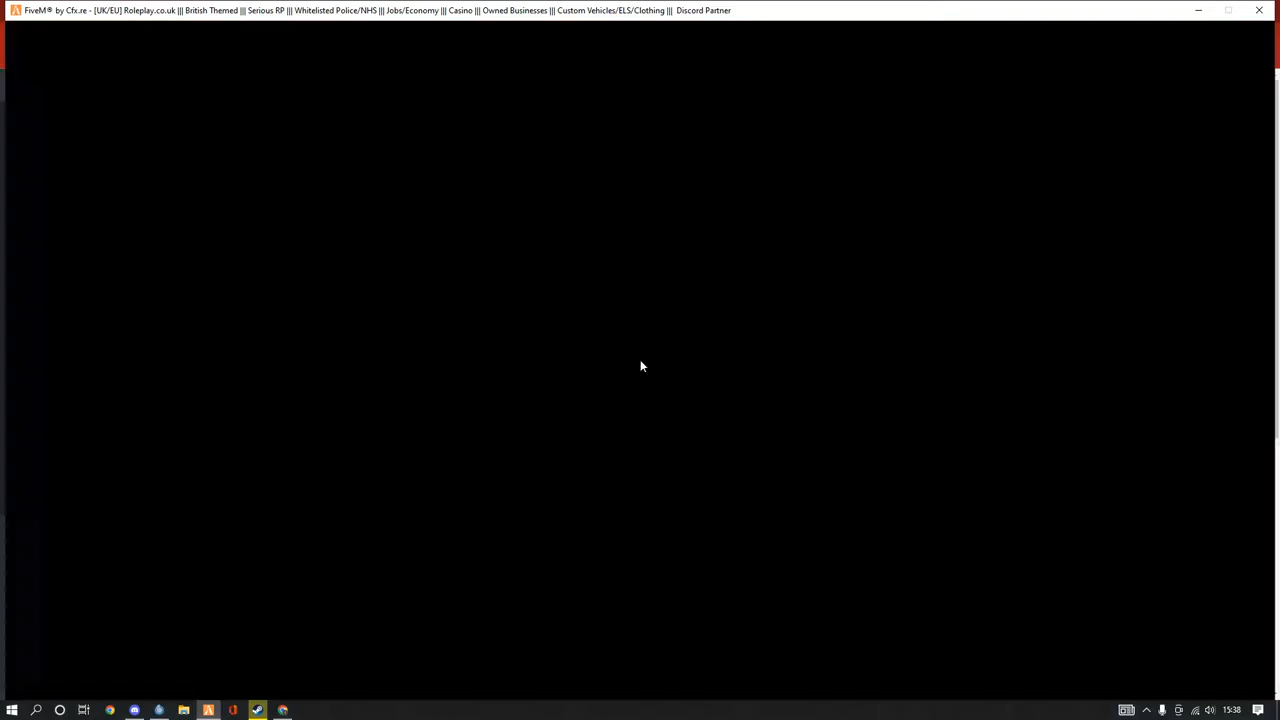 FiveM® by Cfx.re - [UK/EU] Roleplay.co.uk ||| British Themed ||| Serious RP ||| Whitelisted Police/NHS ||| Jobs/Economy ||| Casino ||| Owned Businesses ||| Custom Vehicles/ELS/Clothing ||| Discord Partner
15:38